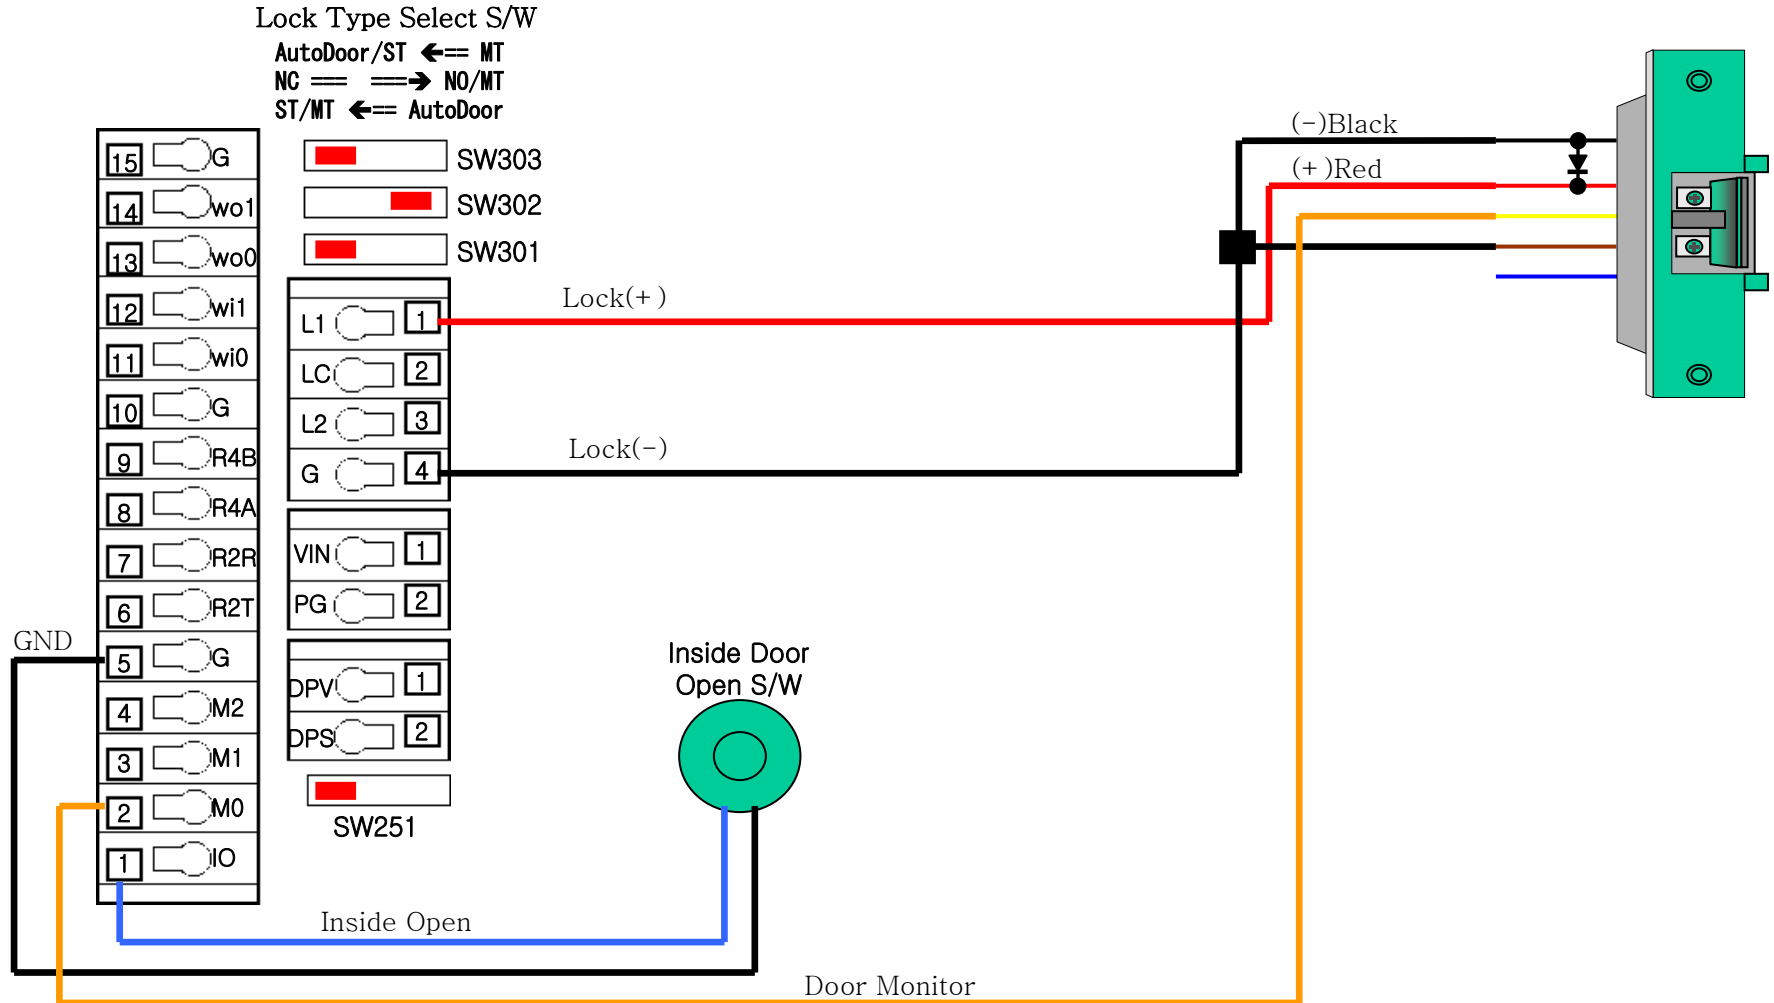 Lock Type Select S/W
AutoDoor/ST ←== MT
NC === ===→ NO/MT
ST/MT ←== AutoDoor
SW303
SW302
SW301
15 G
14 wo1
13 wo0
12 wi1
11 wi0
10 G
9 R4B
8 R4A
7 R2R
6 R2T
5 G
4 M2
3 M1
2 M0
1 IO
L1 1
LC 2
L2 3
G 4
VIN 1
PG 2
DPV 1
DPS 2
SW251
GND
Lock(+)
Lock(-)
(-)Black
(+)Red
Inside Door
Open S/W
Inside Open
Door Monitor